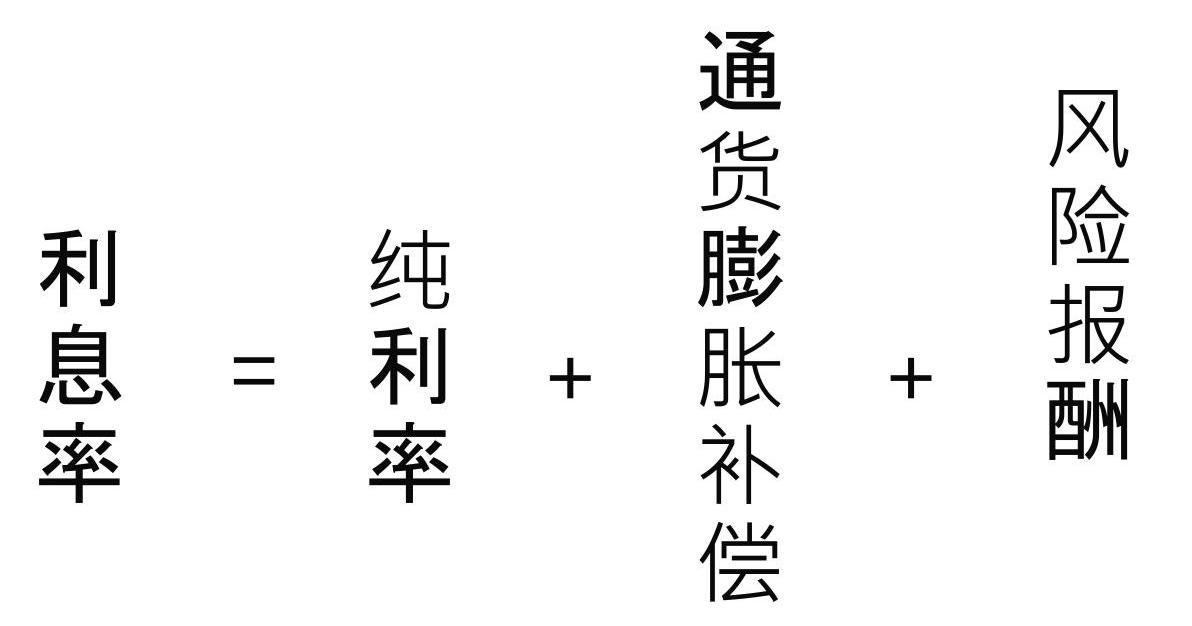 利息率 = 纯利率 + 通货膨胀补偿 + 风险报酬